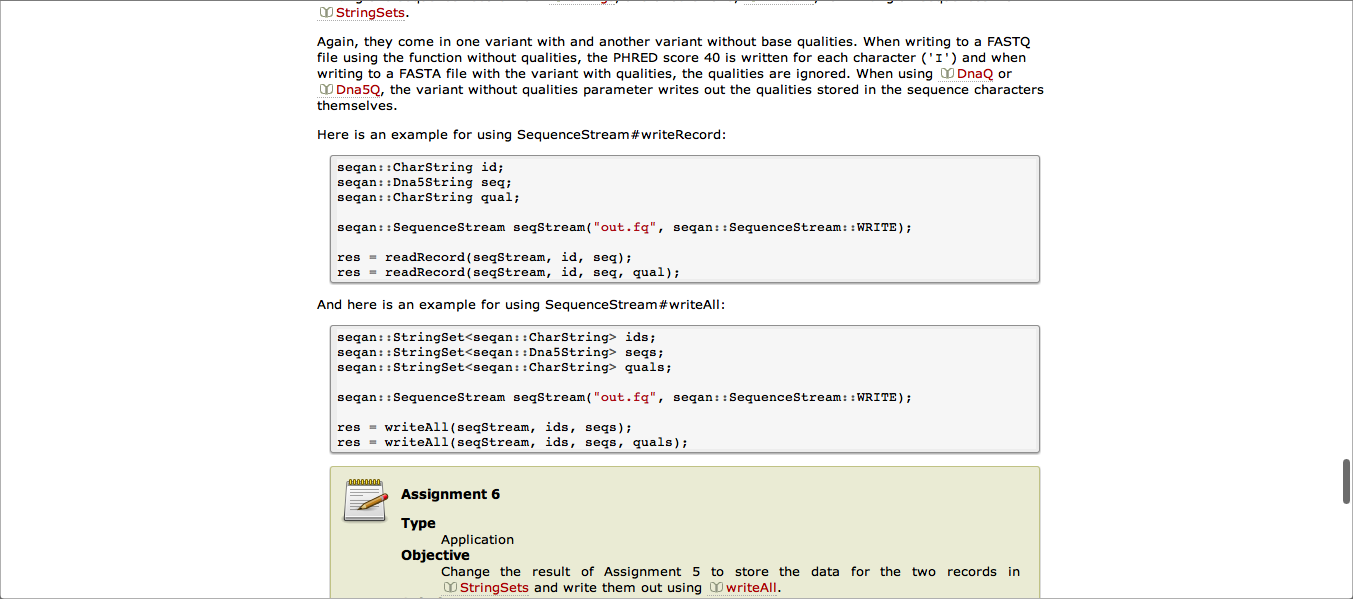 StringSets.
Again, they come in one variant with and another variant without base qualities. When writing to a FASTQ
file using the function without qualities, the PHRED score 40 is written for each character ('I') and when
writing to a FASTA file with the variant with qualities, the qualities are ignored. When using DnaQ or
Dna5Q, the variant without qualities parameter writes out the qualities stored in the sequence characters
themselves.
Here is an example for using SequenceStream#writeRecord:
seqan::CharString id;
seqan::Dna5String seq;
seqan::CharString qual;
seqan::SequenceStream seqStream("out.fq", seqan::SequenceStream::WRITE);
res = readRecord(seqStream, id, seq);
res = readRecord(seqStream, id, seq, qual);
And here is an example for using SequenceStream#writeAll:
seqan::StringSet<seqan::CharString> ids;
seqan::StringSet<seqan::Dna5String> seqs;
seqan::StringSet<seqan::CharString> quals;
seqan::SequenceStream seqStream("out.fq", seqan::SequenceStream::WRITE);
res = writeAll(seqStream, ids, seqs);
res = writeAll(seqStream, ids, seqs, quals);
Assignment 6
Type
Application
Objective
Change the result of Assignment 5 to store the data for the two records in
StringSets and write them out using writeAll.